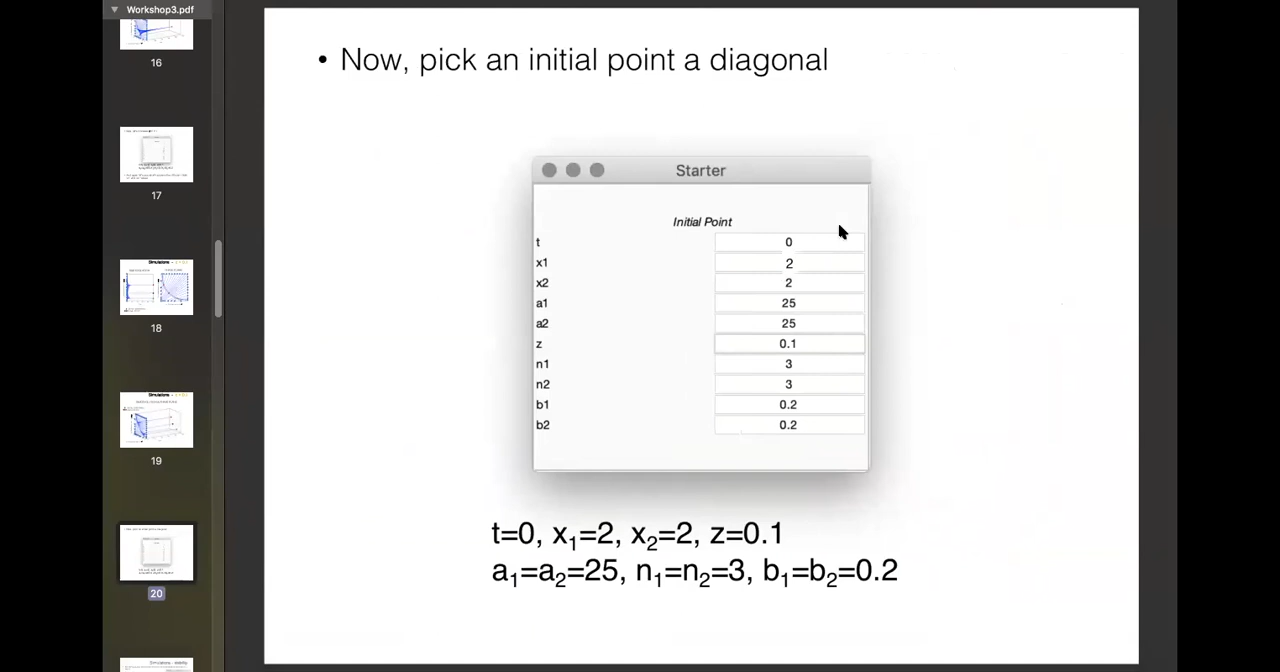 Workshop3.pdf
16
17
18
19
20
• Now, pick an initial point a diagonal
Starter
Initial Point
t 0
x1 2
x2 2
a1 25
a2 25
z 0.1
n1 3
n2 3
b1 0.2
b2 0.2
t=0, x₁=2, x₂=2, z=0.1
a₁=a₂=25, n₁=n₂=3, b₁=b₂=0.2